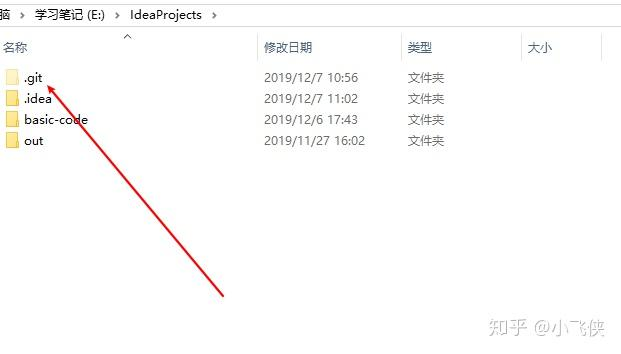 脑 > 学习笔记 (E:) > IdeaProjects >
名称 修改日期 类型 大小
.git 2019/12/7 10:56 文件夹
.idea 2019/12/7 11:02 文件夹
basic-code 2019/12/6 17:43 文件夹
out 2019/11/27 16:02 文件夹
知乎 @小飞侠